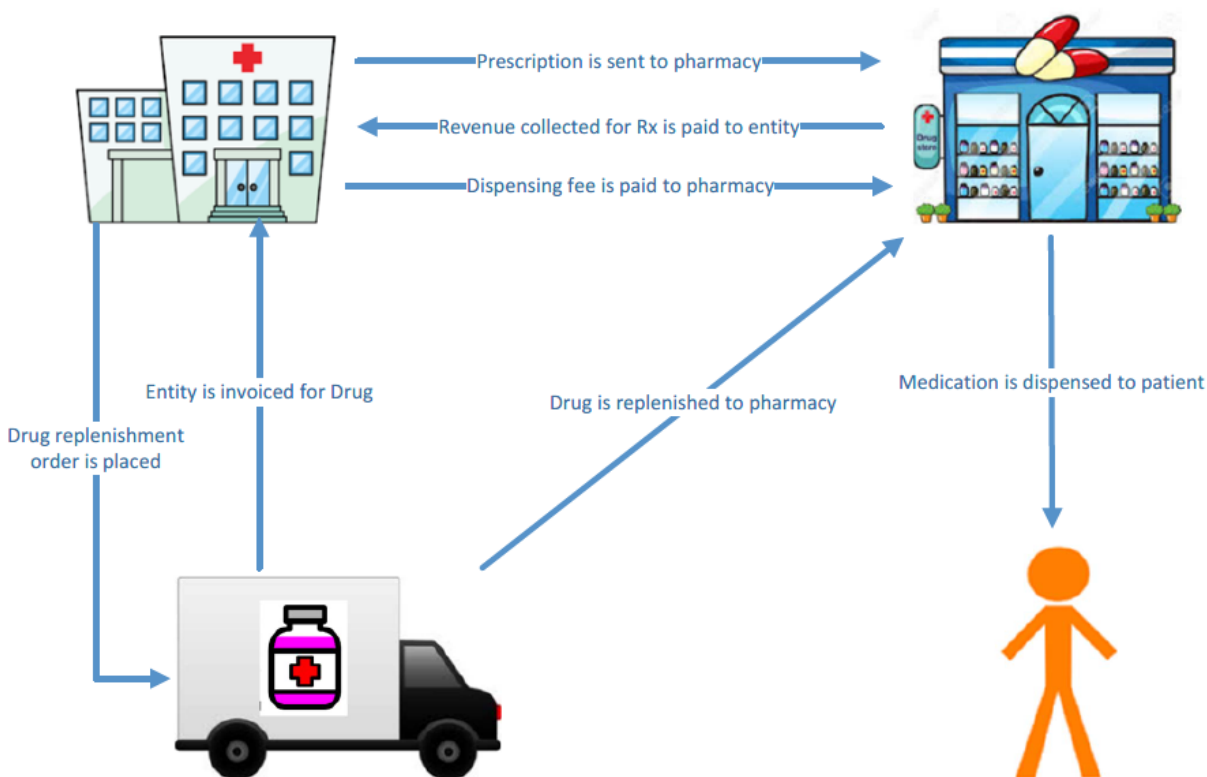 Prescription is sent to pharmacy
Revenue collected for Rx is paid to entity
Drug
store
Dispensing fee is paid to pharmacy
Entity is invoiced for Drug
Drug is replenished to pharmacy
Medication is dispensed to patient
Drug replenishment
order is placed